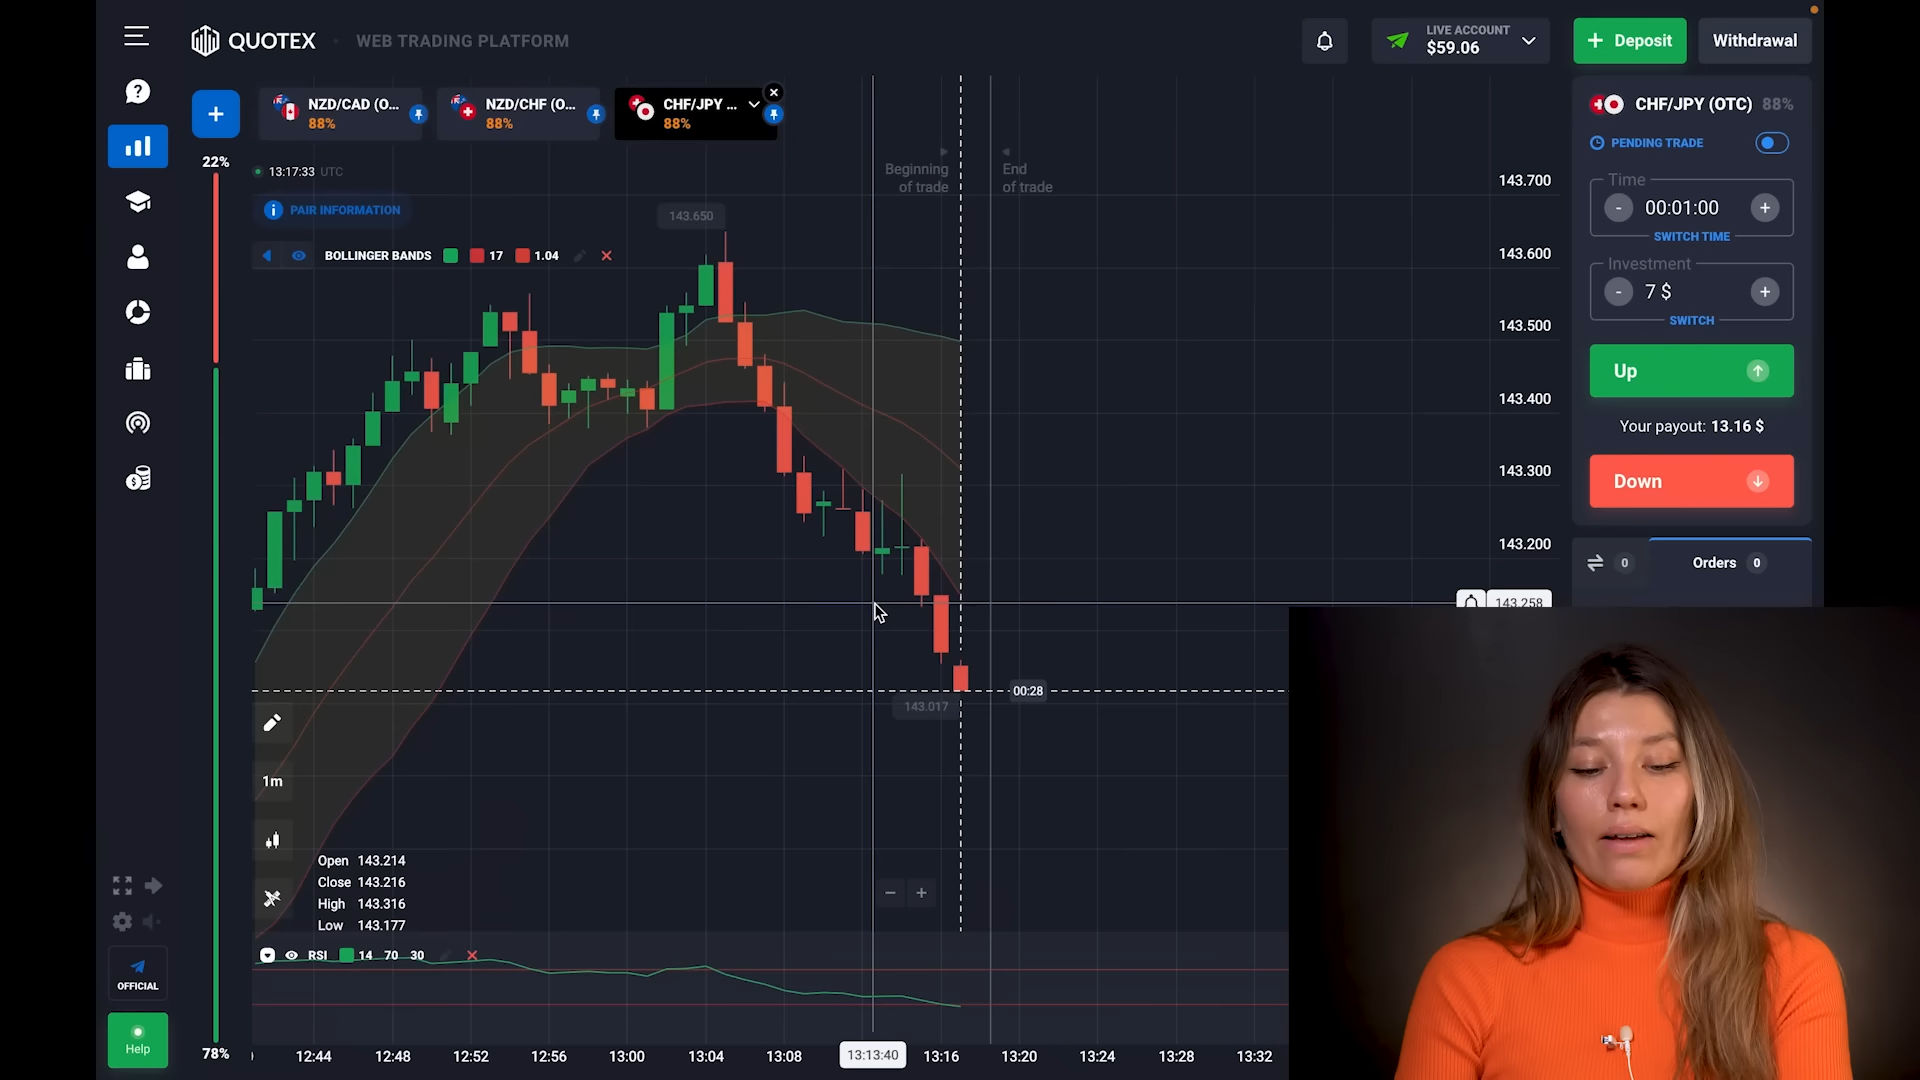 QUOTEX
WEB TRADING PLATFORM
LIVE ACCOUNT
$59.06
+ Deposit
Withdrawal
NZD/CAD (O...
88%
NZD/CHF (O...
88%
CHF/JPY ...
88%
22%
13:17:33 UTC
PAIR INFORMATION
BOLLINGER BANDS 17 1.04
143.650
Beginning
of trade
End
of trade
143.700
143.600
143.500
143.400
143.300
143.200
143.258
00:28
143.017
1m
Open 143.214
Close 143.216
High 143.316
Low 143.177
RSI 14 70 30
78%
12:44
12:48
12:52
12:56
13:00
13:04
13:08
13:13:40
13:16
13:20
13:24
13:28
13:32
OFFICIAL
Help
CHF/JPY (OTC) 88%
PENDING TRADE
Time
- 00:01:00 +
SWITCH TIME
Investment
- 7 $ +
SWITCH
Up
Your payout: 13.16 $
Down
0
Orders 0